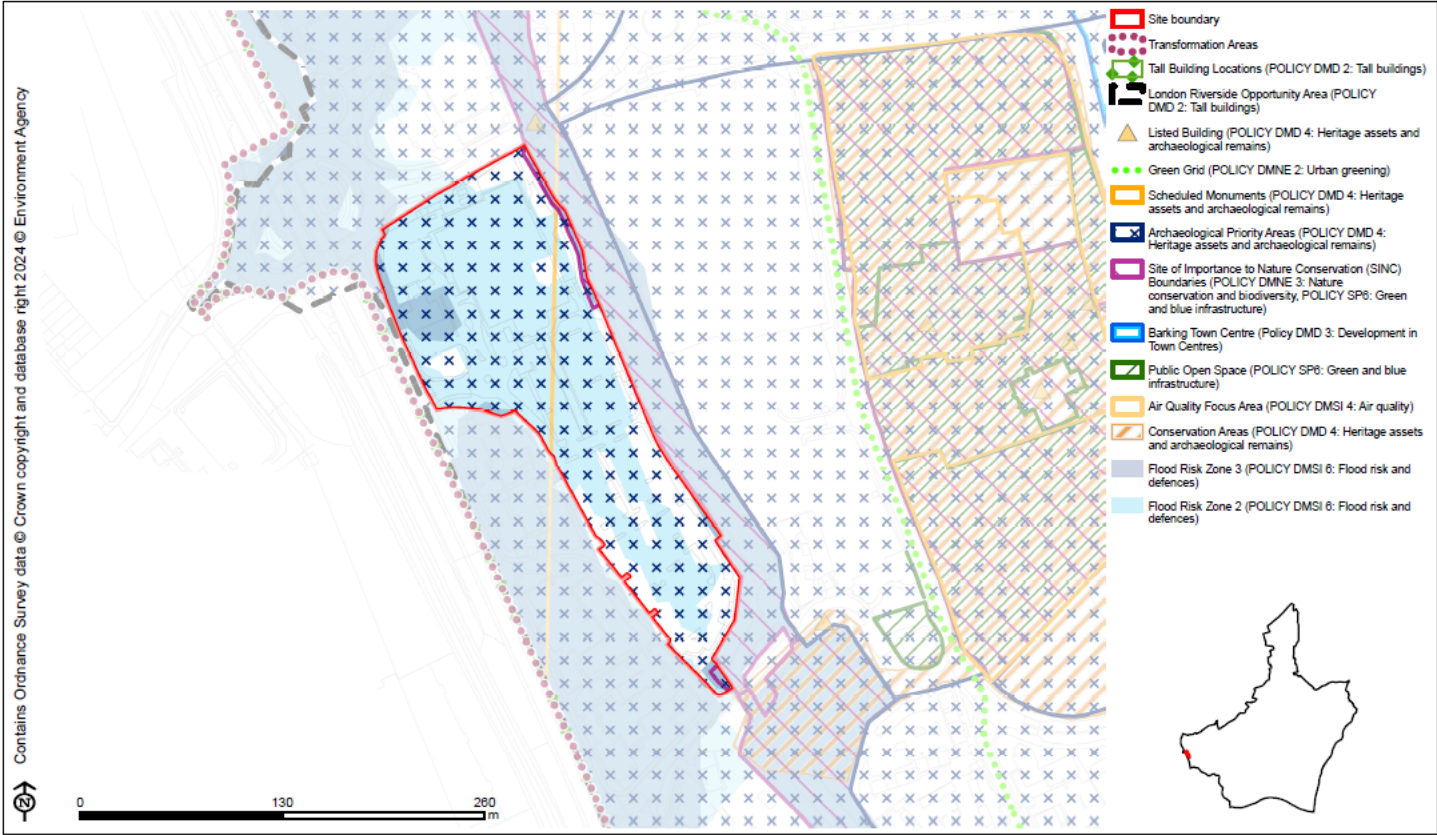 Contains Ordnance Survey data © Crown copyright and database right 2024 © Environment Agency
N
0 130 260
m
Site boundary
Transformation Areas
Tall Building Locations (POLICY DMD 2: Tall buildings)
London Riverside Opportunity Area (POLICY
DMD 2: Tall buildings)
Listed Building (POLICY DMD 4: Heritage assets and
archaeological remains)
Green Grid (POLICY DMNE 2: Urban greening)
Scheduled Monuments (POLICY DMD 4: Heritage
assets and archaeological remains)
Archaeological Priority Areas (POLICY DMD 4:
Heritage assets and archaeological remains)
Site of Importance to Nature Conservation (SINC)
Boundaries (POLICY DMNE 3: Nature
conservation and biodiversity, POLICY SP6: Green
and blue infrastructure)
Barking Town Centre (Policy DMD 3: Development in
Town Centres)
Public Open Space (POLICY SP6: Green and blue
infrastructure)
Air Quality Focus Area (POLICY DMSI 4: Air quality)
Conservation Areas (POLICY DMD 4: Heritage assets
and archaeological remains)
Flood Risk Zone 3 (POLICY DMSI 6: Flood risk and
defences)
Flood Risk Zone 2 (POLICY DMSI 6: Flood risk and
defences)